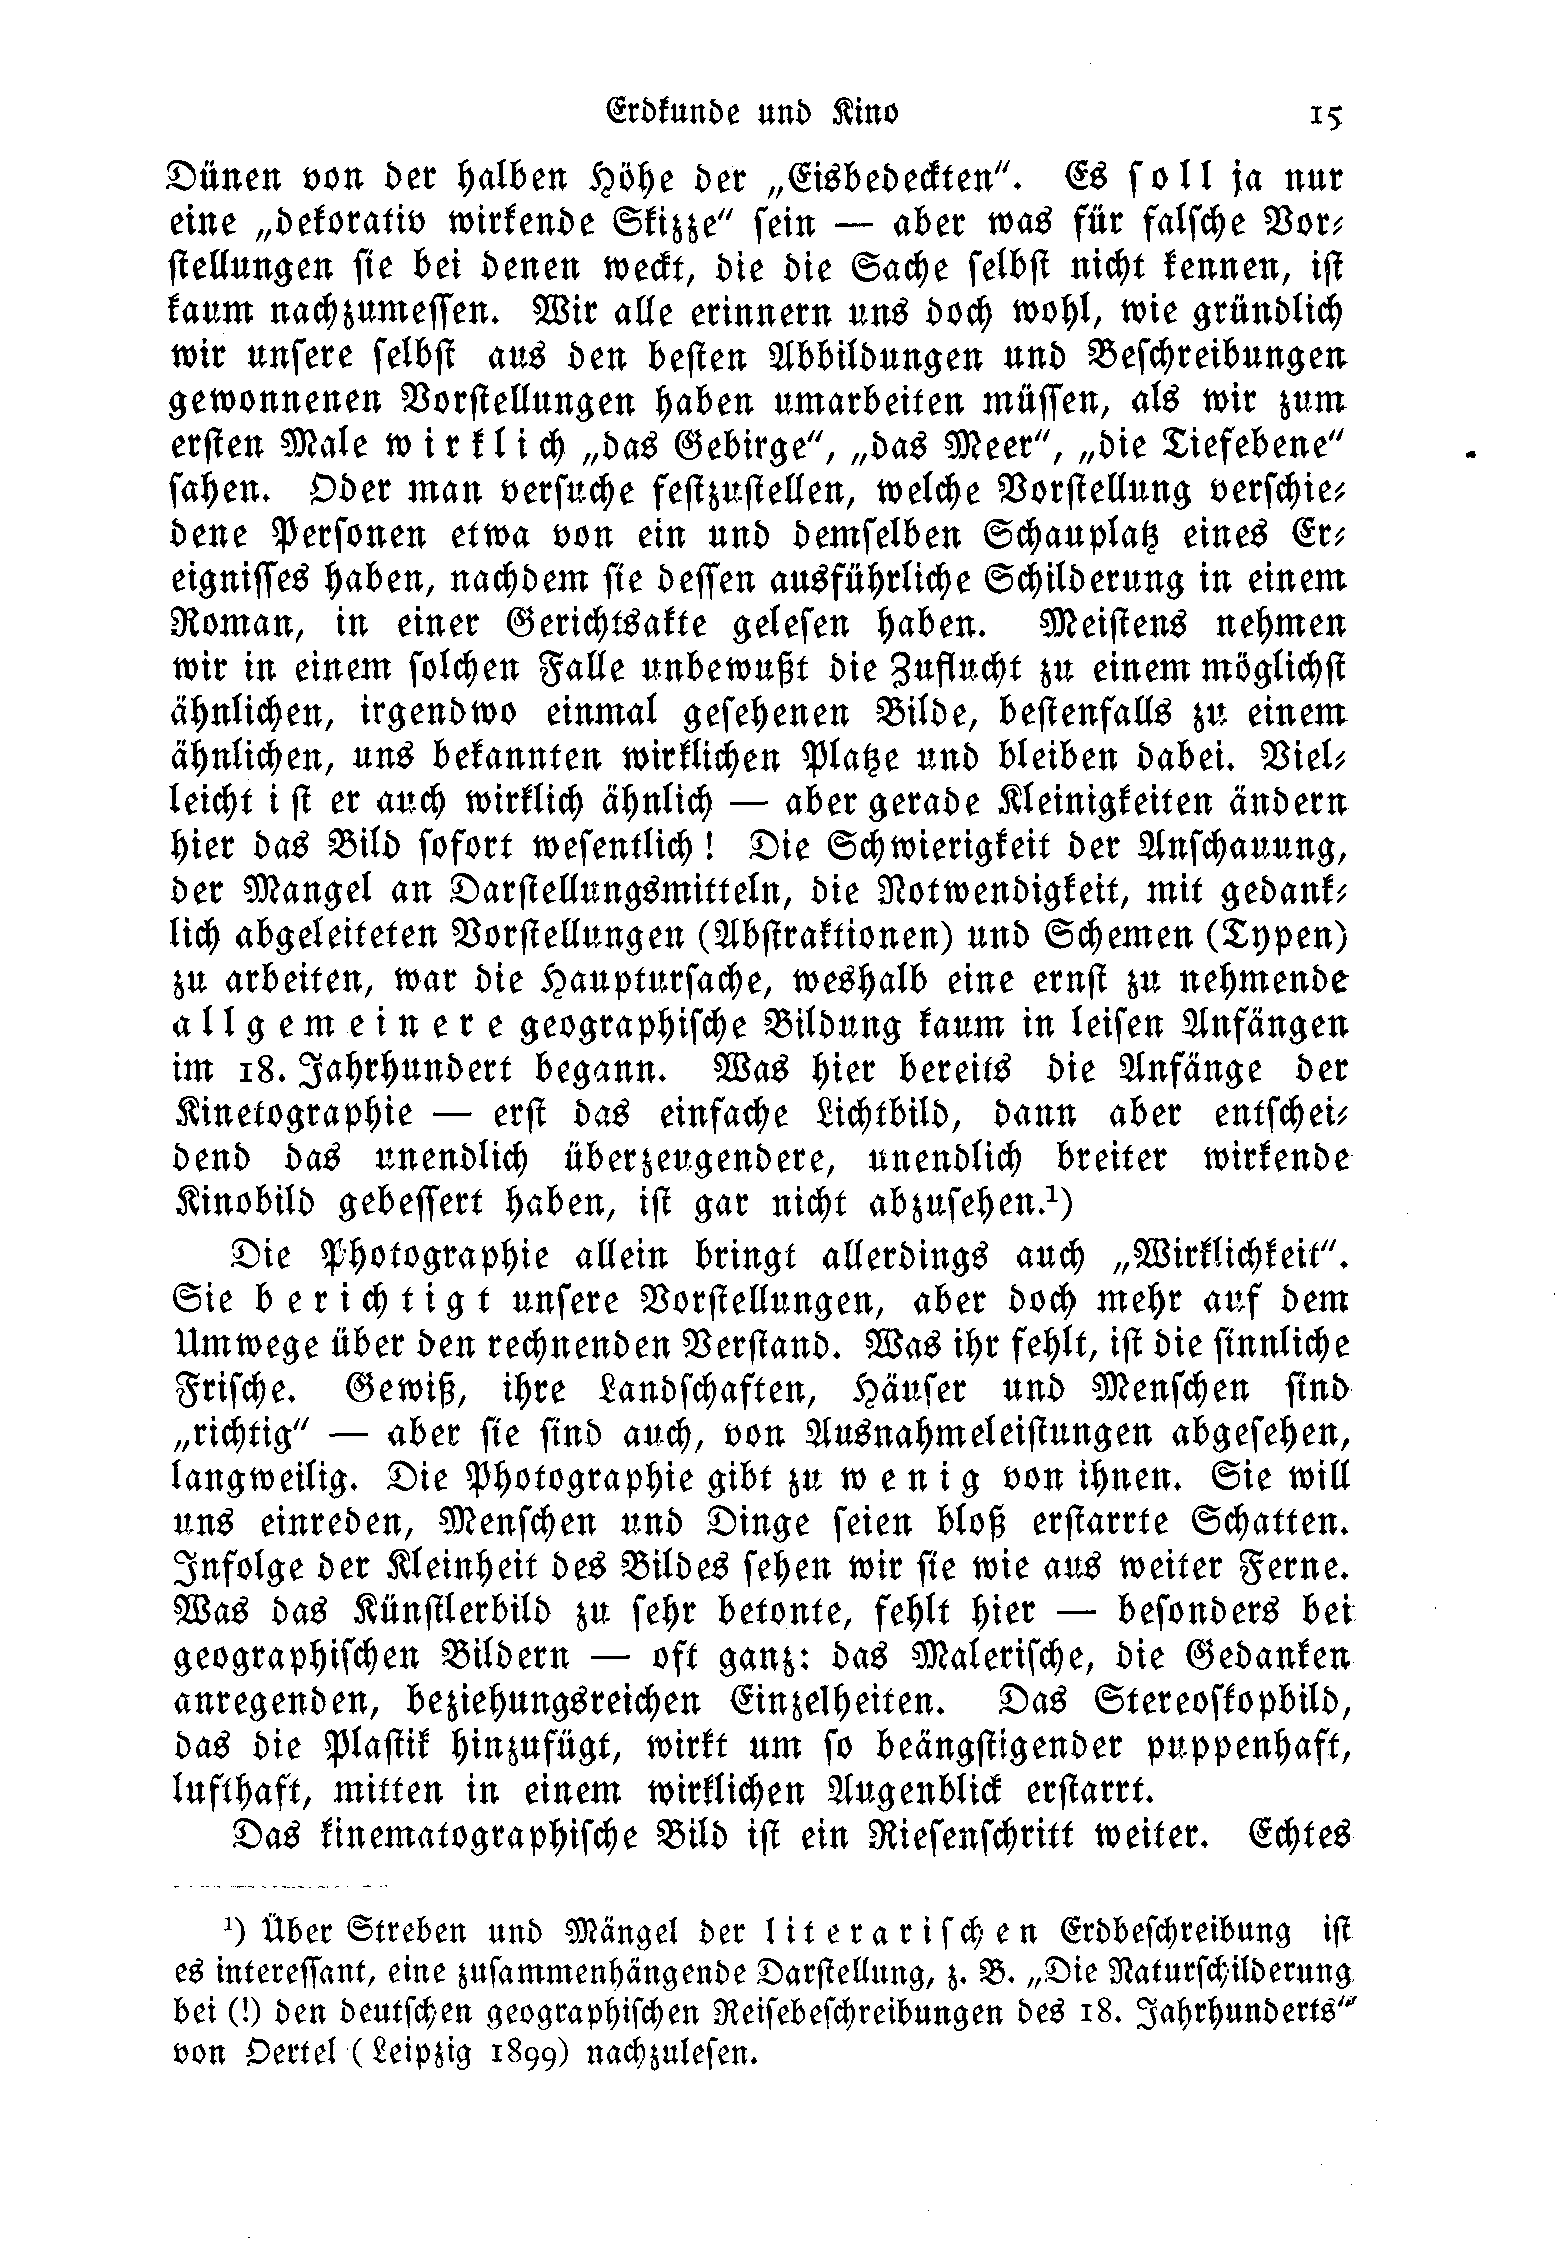 Erdkunde und Kino 15
Dünen von der halben Höhe der „Eisbedeckten“. Es soll ja nur
eine „dekorativ wirkende Skizze“ sein — aber was für falsche Vor-
stellungen sie bei denen weckt, die die Sache selbst nicht kennen, ist
kaum nachzumessen. Wir alle erinnern uns doch wohl, wie gründlich
wir unsere selbst aus den besten Abbildungen und Beschreibungen
gewonnenen Vorstellungen haben umarbeiten müssen, als wir zum
ersten Male wirklich „das Gebirge“, „das Meer“, „die Tiefebene“
sahen. Oder man versuche festzustellen, welche Vorstellung verschie-
dene Personen etwa von ein und demselben Schauplatz eines Er-
eignisses haben, nachdem sie dessen ausführliche Schilderung in einem
Roman, in einer Gerichtsakte gelesen haben. Meistens nehmen
wir in einem solchen Falle unbewußt die Zuflucht zu einem möglichst
ähnlichen, irgendwo einmal gesehenen Bilde, bestenfalls zu einem
ähnlichen, uns bekannten wirklichen Platze und bleiben dabei. Viel-
leicht ist er auch wirklich ähnlich — aber gerade Kleinigkeiten ändern
hier das Bild sofort wesentlich! Die Schwierigkeit der Anschauung,
der Mangel an Darstellungsmitteln, die Notwendigkeit, mit gedank-
lich abgeleiteten Vorstellungen (Abstraktionen) und Schemen (Typen)
zu arbeiten, war die Hauptursache, weshalb eine ernst zu nehmende
allgemeinere geographische Bildung kaum in leisen Anfängen
im 18. Jahrhundert begann. Was hier bereits die Anfänge der
Kinetographie — erst das einfache Lichtbild, dann aber entschei-
dend das unendlich überzeugendere, unendlich breiter wirkende
Kinobild gebessert haben, ist gar nicht abzusehen.¹)
Die Photographie allein bringt allerdings auch „Wirklichkeit“.
Sie berichtigt unsere Vorstellungen, aber doch mehr auf dem
Umwege über den rechnenden Verstand. Was ihr fehlt, ist die sinnliche
Frische. Gewiß, ihre Landschaften, Häuser und Menschen sind
„richtig“ — aber sie sind auch, von Ausnahmeleistungen abgesehen,
langweilig. Die Photographie gibt zu wenig von ihnen. Sie will
uns einreden, Menschen und Dinge seien bloß erstarrte Schatten.
Infolge der Kleinheit des Bildes sehen wir sie wie aus weiter Ferne.
Was das Künstlerbild zu sehr betonte, fehlt hier — besonders bei
geographischen Bildern — oft ganz: das Malerische, die Gedanken
anregenden, beziehungsreichen Einzelheiten. Das Stereoskopbild,
das die Plastik hinzufügt, wirkt um so beängstigender puppenhaft,
lufthaft, mitten in einem wirklichen Augenblick erstarrt.
Das kinematographische Bild ist ein Riesenschritt weiter. Echtes
¹) Über Streben und Mängel der literarischen Erdbeschreibung ist
es interessant, eine zusammenhängende Darstellung, z. B. „Die Naturschilderung
bei (!) den deutschen geographischen Reisebeschreibungen des 18. Jahrhunderts“
von Oertel (Leipzig 1899) nachzulesen.